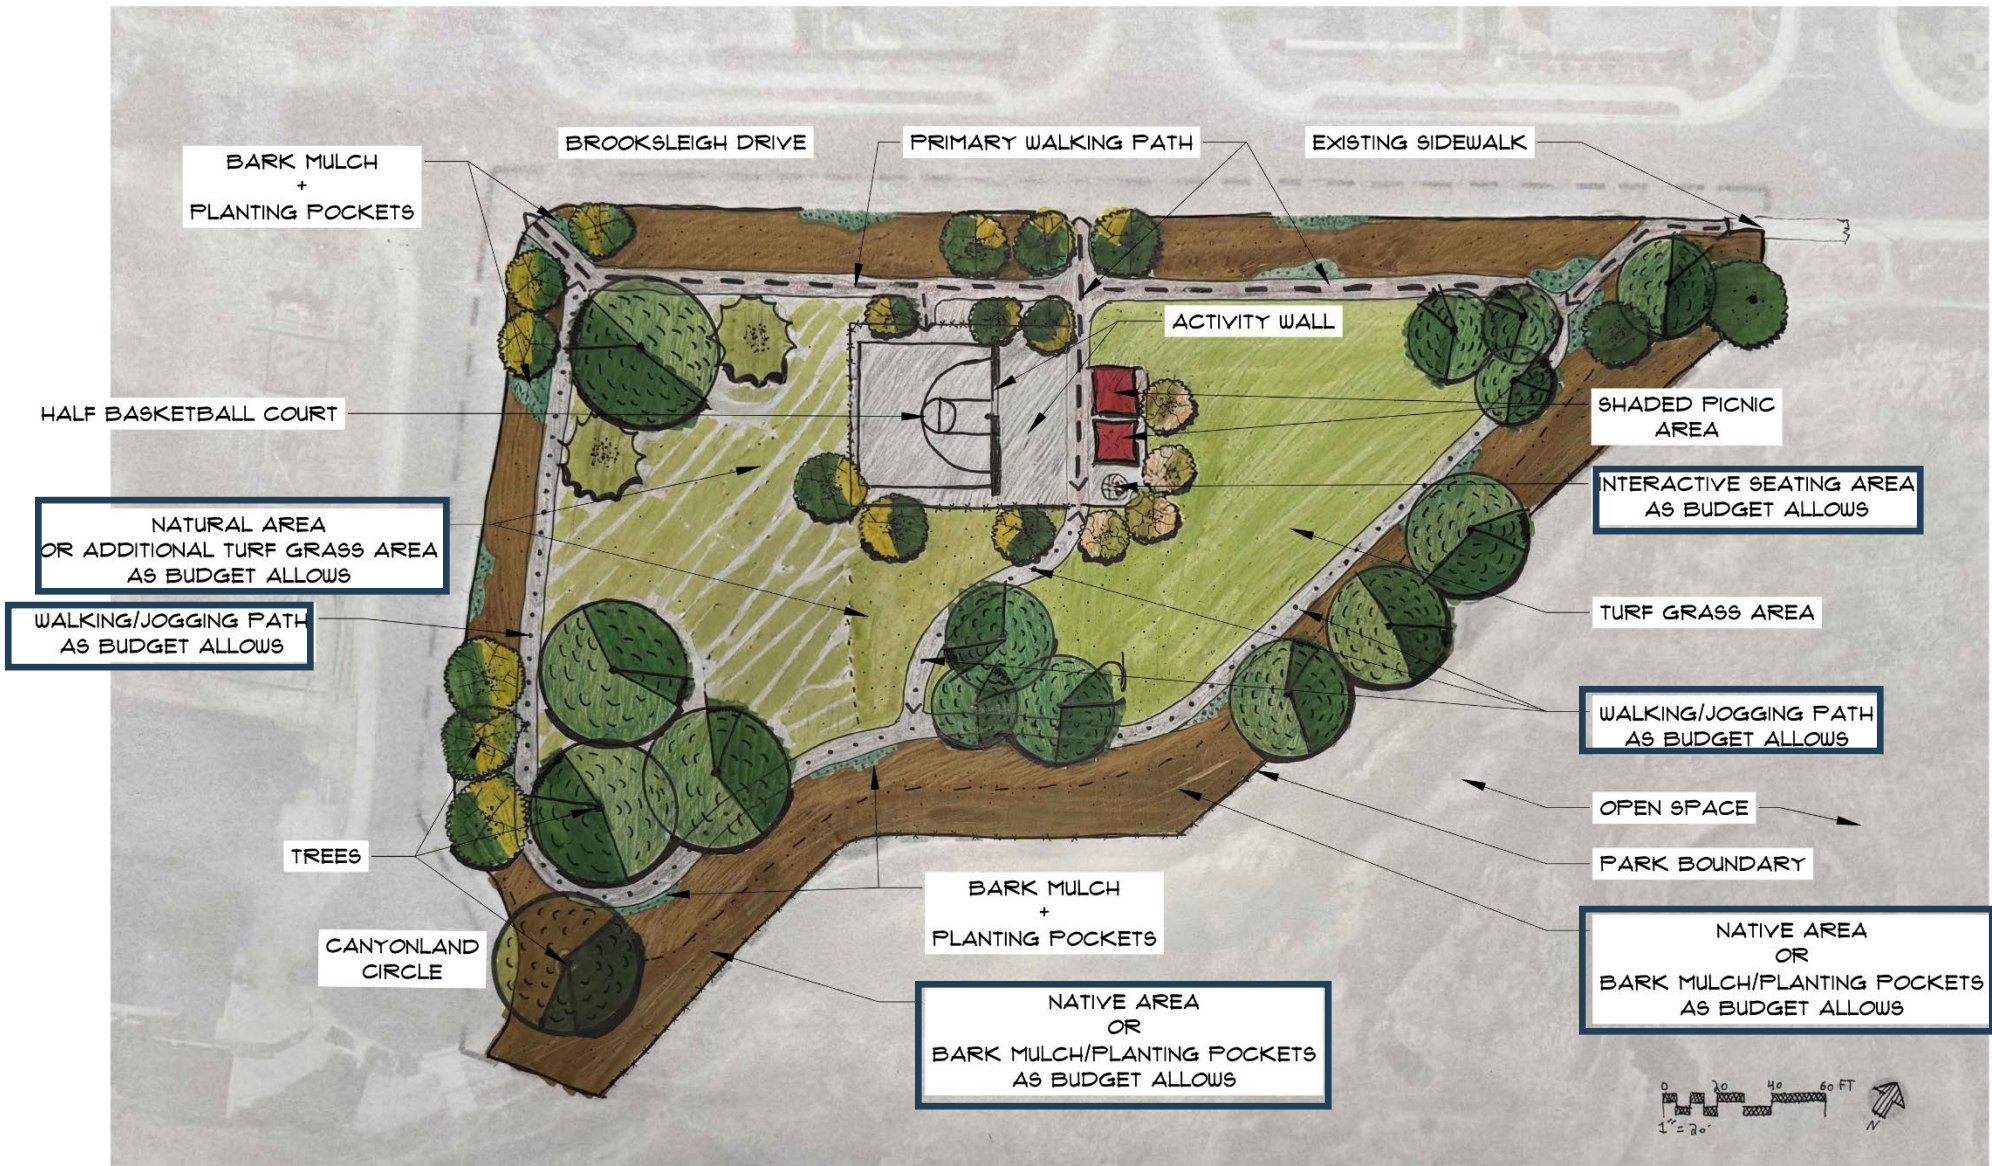 BROOKSLEIGH DRIVE
PRIMARY WALKING PATH
EXISTING SIDEWALK
BARK MULCH
+
PLANTING POCKETS
ACTIVITY WALL
HALF BASKETBALL COURT
SHADED PICNIC
AREA
INTERACTIVE SEATING AREA
AS BUDGET ALLOWS
NATURAL AREA
OR ADDITIONAL TURF GRASS AREA
AS BUDGET ALLOWS
WALKING/JOGGING PATH
AS BUDGET ALLOWS
TURF GRASS AREA
WALKING/JOGGING PATH
AS BUDGET ALLOWS
OPEN SPACE
TREES
PARK BOUNDARY
BARK MULCH
+
PLANTING POCKETS
CANYONLAND
CIRCLE
NATIVE AREA
OR
BARK MULCH/PLANTING POCKETS
AS BUDGET ALLOWS
NATIVE AREA
OR
BARK MULCH/PLANTING POCKETS
AS BUDGET ALLOWS
0 20 40 60 FT
1" = 20'
N